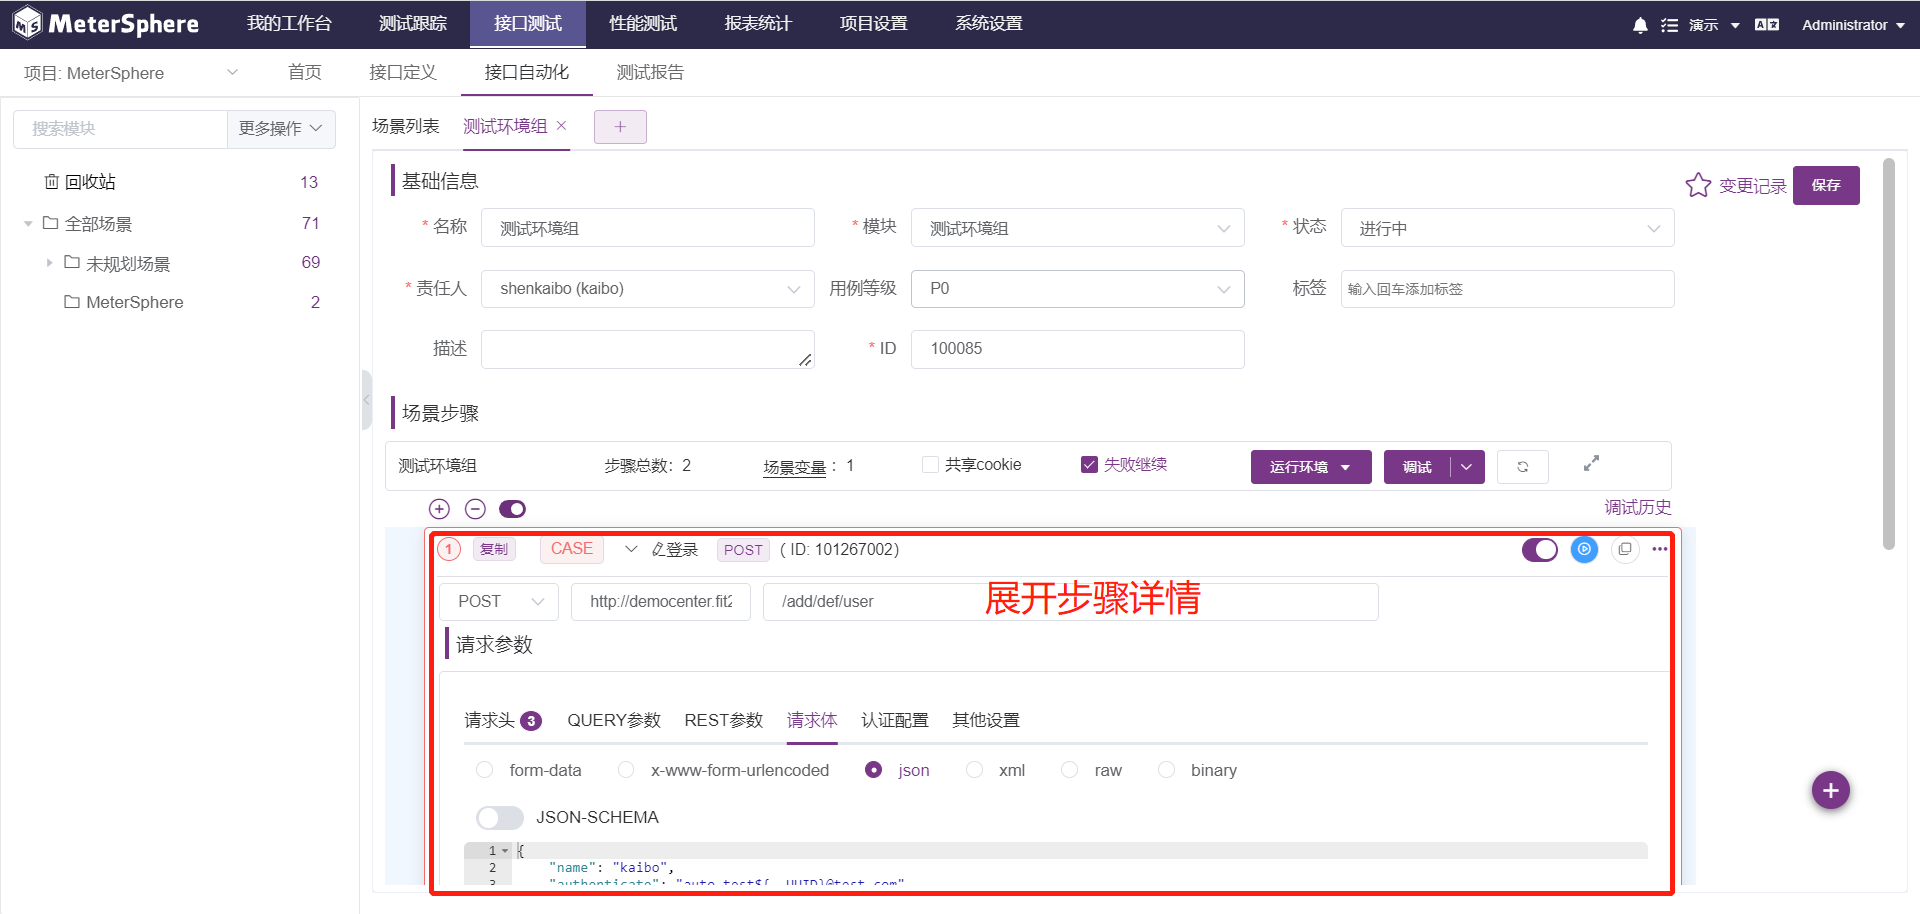 MeterSphere 我的工作台 测试跟踪 接口测试 性能测试 报表统计 项目设置 系统设置 演示 Administrator
项目: MeterSphere 首页 接口定义 接口自动化 测试报告
搜索模块 更多操作
回收站 13
全部场景 71
未规划场景 69
MeterSphere 2
场景列表 测试环境组 × +
基础信息
变更记录 保存
* 名称 测试环境组 * 模块 测试环境组 * 状态 进行中
* 责任人 shenkaibo (kaibo) 用例等级 P0 标签 输入回车添加标签
描述 * ID 100085
场景步骤
测试环境组 步骤总数：2 场景变量：1 共享cookie 失败继续 运行环境 调试
调试历史
1 复制 CASE 登录 POST ( ID: 101267002)
POST http://democenter.fit2 /add/def/user
展开步骤详情
请求参数
请求头 3 QUERY参数 REST参数 请求体 认证配置 其他设置
form-data x-www-form-urlencoded json xml raw binary
JSON-SCHEMA
1 {
2 "name": "kaibo",
3 "authenticate": "auto_test${__UUID}@test.com"